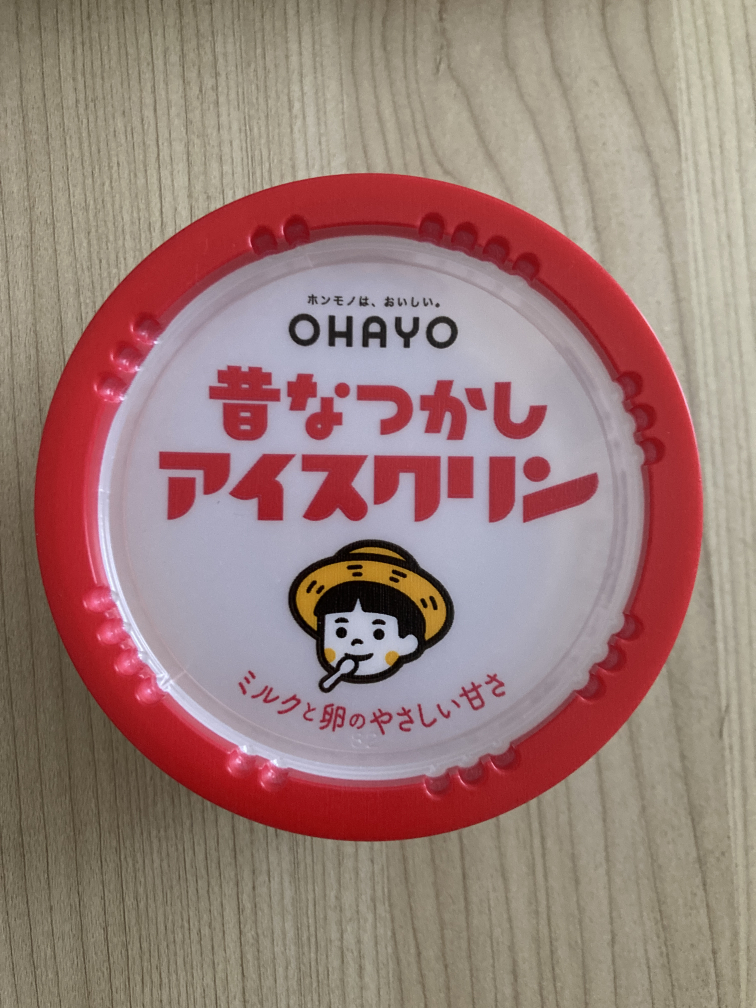 ホンモノは、おいしい。
OHAYO
昔なつかし
アイスクリン
ミルクと卵のやさしい甘さ